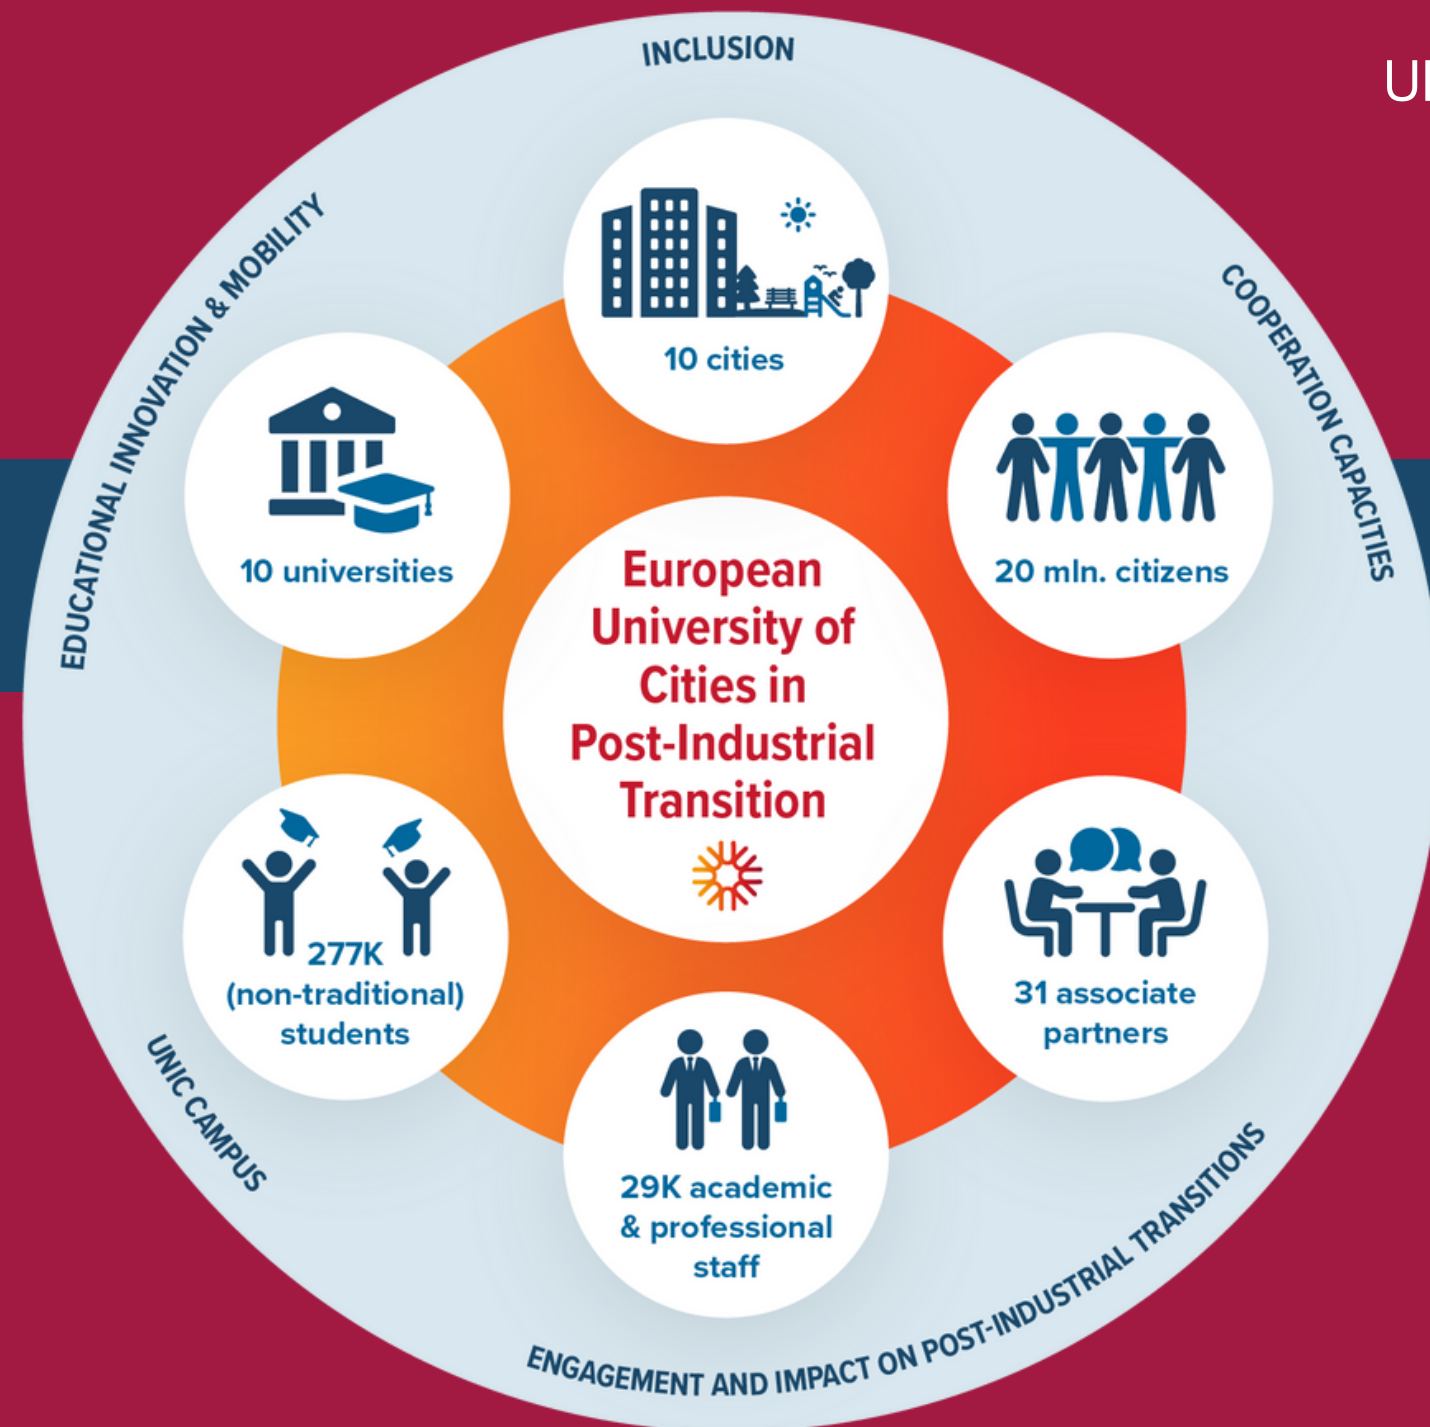 INCLUSION
EDUCATIONAL INNOVATION & MOBILITY
COOPERATION CAPACITIES
10 cities
10 universities
20 mln. citizens
European
University of
Cities in
Post-Industrial
Transition
277K
(non-traditional)
students
31 associate
partners
29K academic
& professional
staff
UNIC CAMPUS
ENGAGEMENT AND IMPACT ON POST-INDUSTRIAL TRANSITIONS